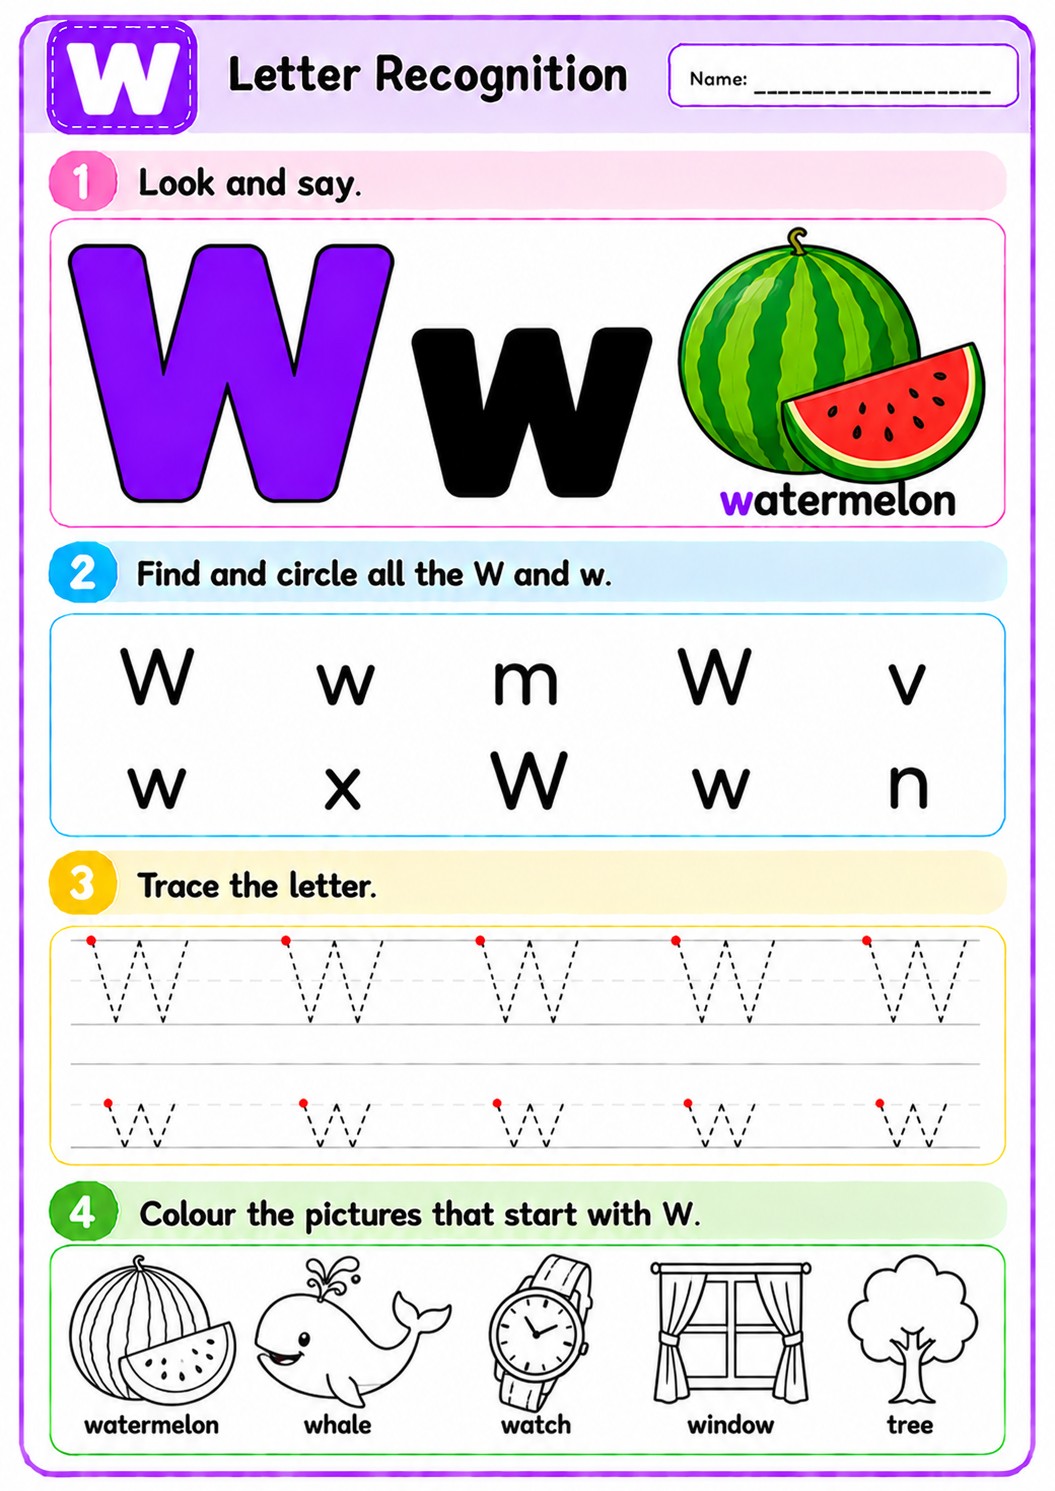 W Letter Recognition Name: ____________________
1 Look and say.
W w
watermelon
2 Find and circle all the W and w.
W w m W v
w x W w n
3 Trace the letter.
W W W W W
w w w w w
4 Colour the pictures that start with W.
watermelon whale watch window tree